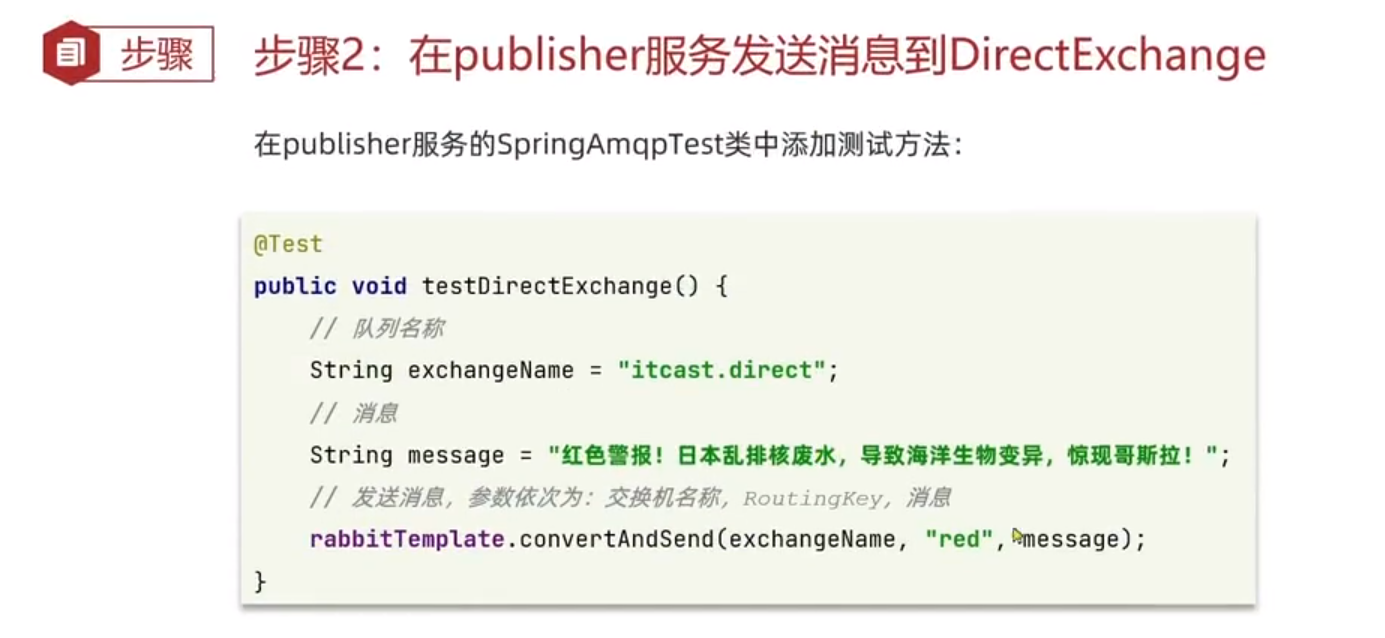 步骤
步骤2：在publisher服务发送消息到DirectExchange
在publisher服务的SpringAmqpTest类中添加测试方法：
@Test
public void testDirectExchange() {
// 队列名称
String exchangeName = "itcast.direct";
// 消息
String message = "红色警报！日本乱排核废水，导致海洋生物变异，惊现哥斯拉！";
// 发送消息，参数依次为：交换机名称，RoutingKey，消息
rabbitTemplate.convertAndSend(exchangeName, "red", message);
}